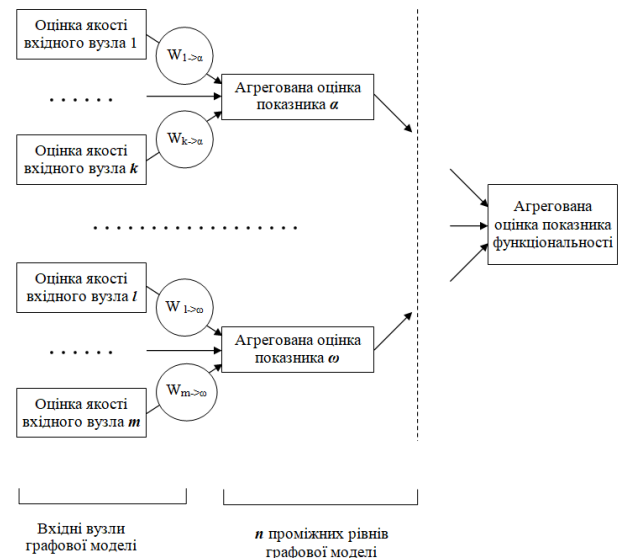 Оцінка якості
вхідного вузла 1
W1->α
. . . . . .
Агрегована оцінка
показника α
Оцінка якості
вхідного вузла k
Wk->α
Агрегована
оцінка показника
функціональності
. . . . . . . . . . . . . . . . . .
Оцінка якості
вхідного вузла l
W l->ω
. . . . . .
Агрегована оцінка
показника ω
Оцінка якості
вхідного вузла m
Wm->ω
Вхідні вузли
графової моделі
n проміжних рівнів
графової моделі